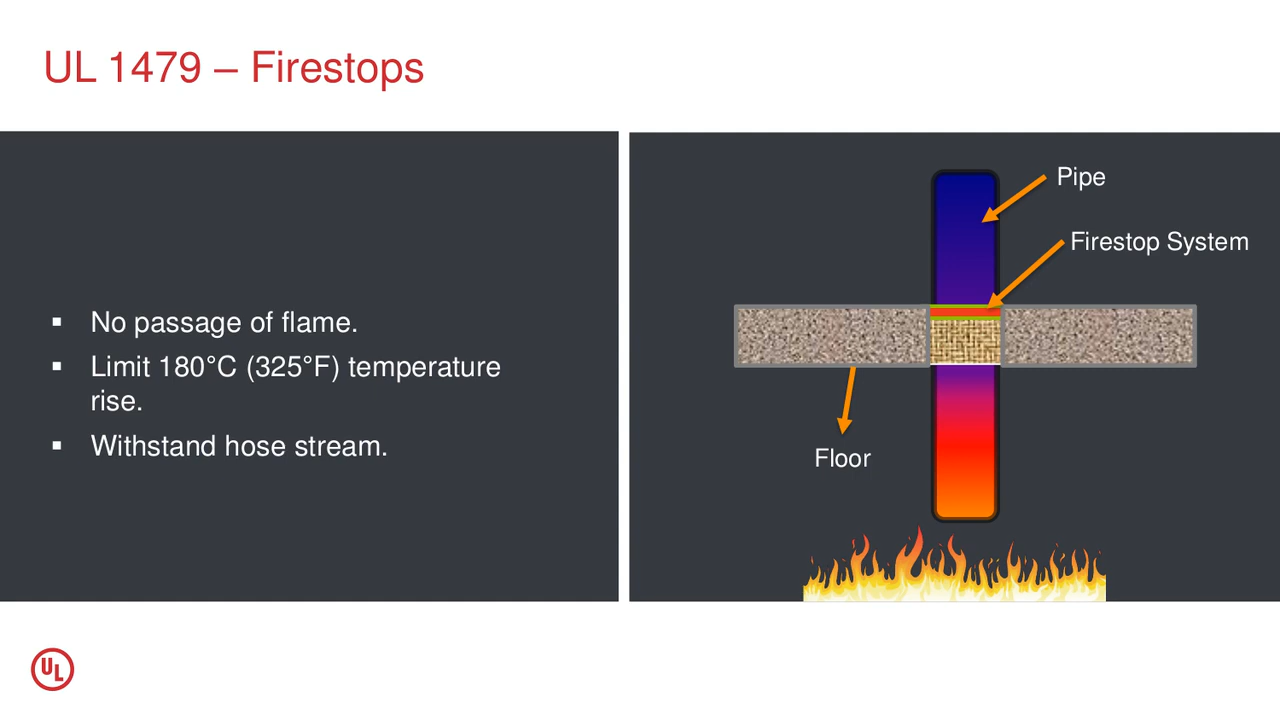 UL 1479 – Firestops
▪ No passage of flame.
▪ Limit 180°C (325°F) temperature
rise.
▪ Withstand hose stream.
Pipe
Firestop System
Floor
UL